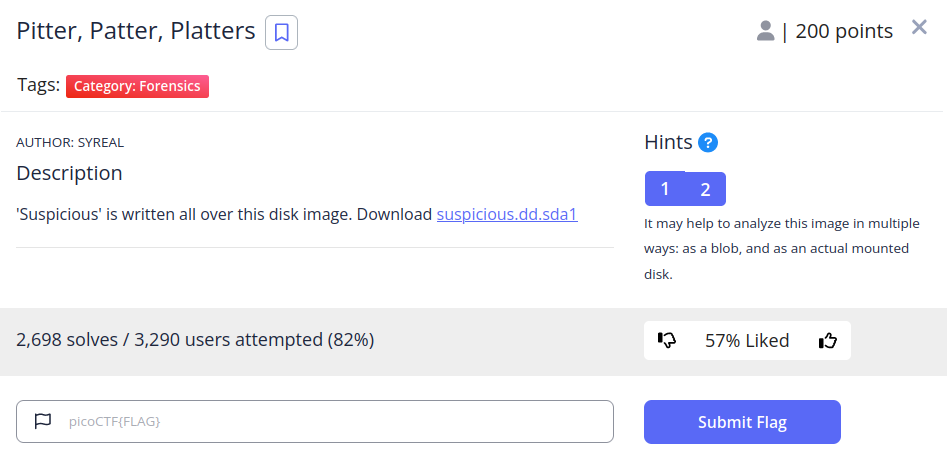 Pitter, Patter, Platters
| 200 points
Tags: Category: Forensics
AUTHOR: SYREAL
Description
'Suspicious' is written all over this disk image. Download suspicious.dd.sda1
Hints ?
1 2
It may help to analyze this image in multiple
ways: as a blob, and as an actual mounted
disk.
2,698 solves / 3,290 users attempted (82%)
57% Liked
picoCTF{FLAG}
Submit Flag